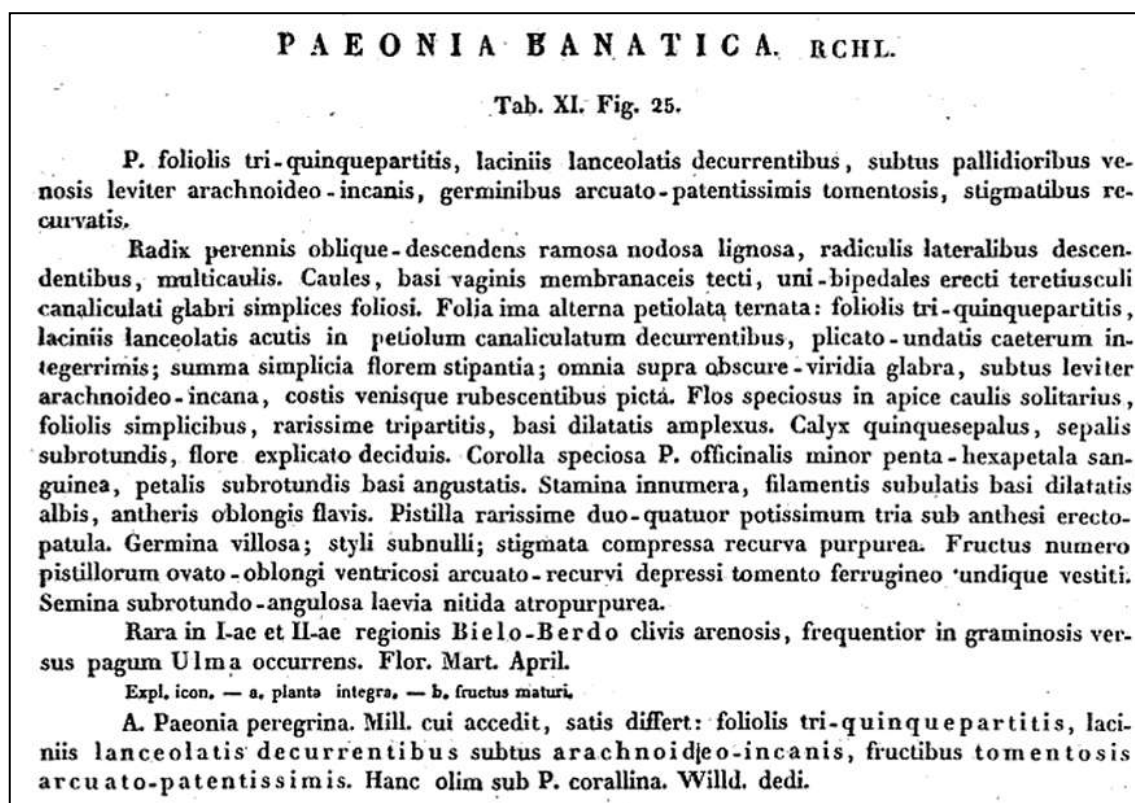 PAEONIA BANATICA. RCHL.
Tab. XI. Fig. 25.
P. foliolis tri-quinquepartitis, laciniis lanceolatis decurrentibus, subtus pallidioribus ve-
nosis leviter arachnoideo-incanis, germinibus arcuato-patentissimis tomentosis, stigmatibus re-
curvatis.
Radix perennis oblique-descendens ramosa nodosa lignosa, radiculis lateralibus descen-
dentibus, multicaulis. Caules, basi vaginis membranaceis tecti, uni-bipedales erecti teretiusculi
canaliculati glabri simplices foliosi. Folia ima alterna petiolata ternata: foliolis tri-quinquepartitis,
laciniis lanceolatis acutis in petiolum canaliculatum decurrentibus, plicato-undatis caeterum in-
tegerrimis; summa simplicia florem stipantia; omnia supra obscure-viridia glabra, subtus leviter
arachnoideo-incana, costis venisque rubescentibus picta. Flos speciosus in apice caulis solitarius,
foliolis simplicibus, rarissime tripartitis, basi dilatatis amplexus. Calyx quinquesepalus, sepalis
subrotundis, flore explicato deciduis. Corolla speciosa P. officinalis minor penta-hexapetala san-
guinea, petalis subrotundis basi angustatis. Stamina innumera, filamentis subulatis basi dilatatis
albis, antheris oblongis flavis. Pistilla rarissime duo-quatuor potissimum tria sub anthesi erecto-
patula. Germina villosa; styli subnulli; stigmata compressa recurva purpurea. Fructus numero
pistillorum ovato-oblongi ventricosi arcuato-recurvi depressi tomento ferrugineo undique vestiti.
Semina subrotundo-angulosa laevia nitida atropurpurea.
Rara in I-ae et II-ae regionis Bielo-Berdo clivis arenosis, frequentior in graminosis ver-
sus pagum Ulma occurrens. Flor. Mart. April.
Expl. icon. — a. planta integra. — b. fructus maturi.
A. Paeonia peregrina. Mill. cui accedit, satis differt: foliolis tri-quinquepartitis, laci-
niis lanceolatis decurrentibus subtus arachnoideo-incanis, fructibus tomentosis
arcuato-patentissimis. Hanc olim sub P. corallina. Willd. dedi.